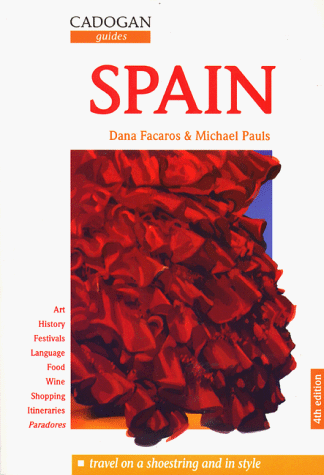 CADOGAN
guides
SPAIN
Dana Facaros & Michael Pauls
Art
History
Festivals
Language
Food
Wine
Shopping
Itineraries
Paradores
4th edition
travel on a shoestring and in style